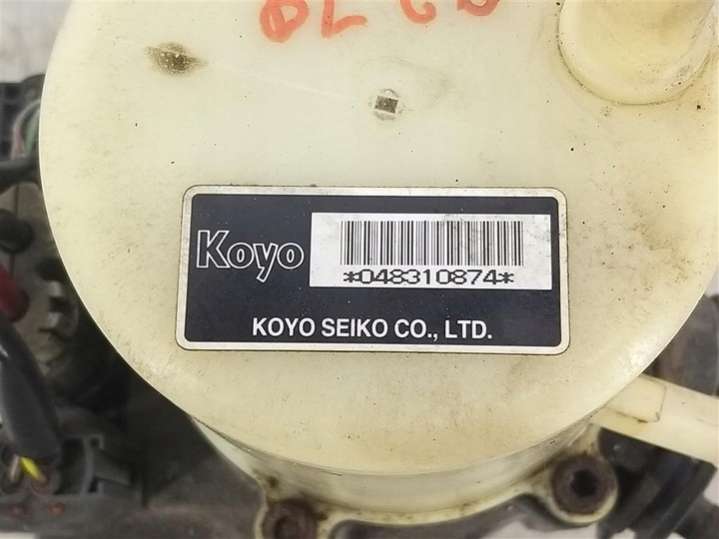 Koyo
*048310874*
KOYO SEIKO CO., LTD.